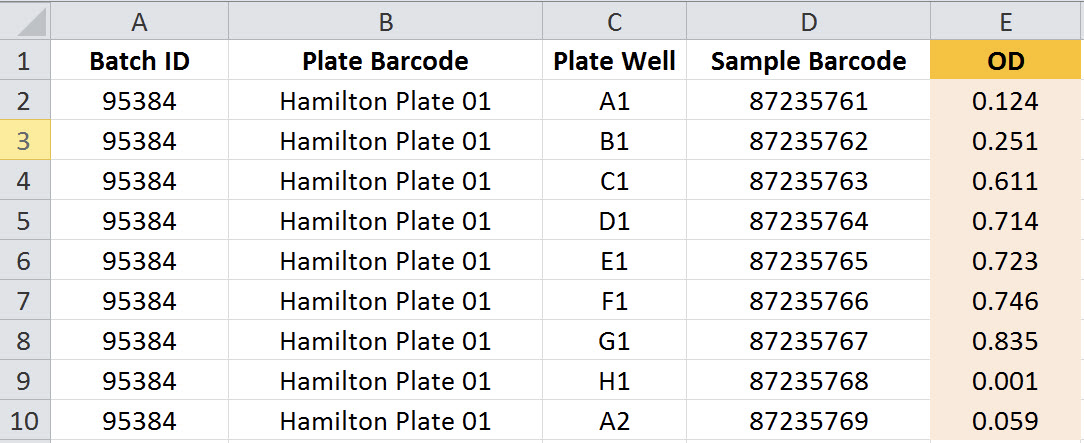 A B C D E
1 Batch ID Plate Barcode Plate Well Sample Barcode OD
2 95384 Hamilton Plate 01 A1 87235761 0.124
3 95384 Hamilton Plate 01 B1 87235762 0.251
4 95384 Hamilton Plate 01 C1 87235763 0.611
5 95384 Hamilton Plate 01 D1 87235764 0.714
6 95384 Hamilton Plate 01 E1 87235765 0.723
7 95384 Hamilton Plate 01 F1 87235766 0.746
8 95384 Hamilton Plate 01 G1 87235767 0.835
9 95384 Hamilton Plate 01 H1 87235768 0.001
10 95384 Hamilton Plate 01 A2 87235769 0.059